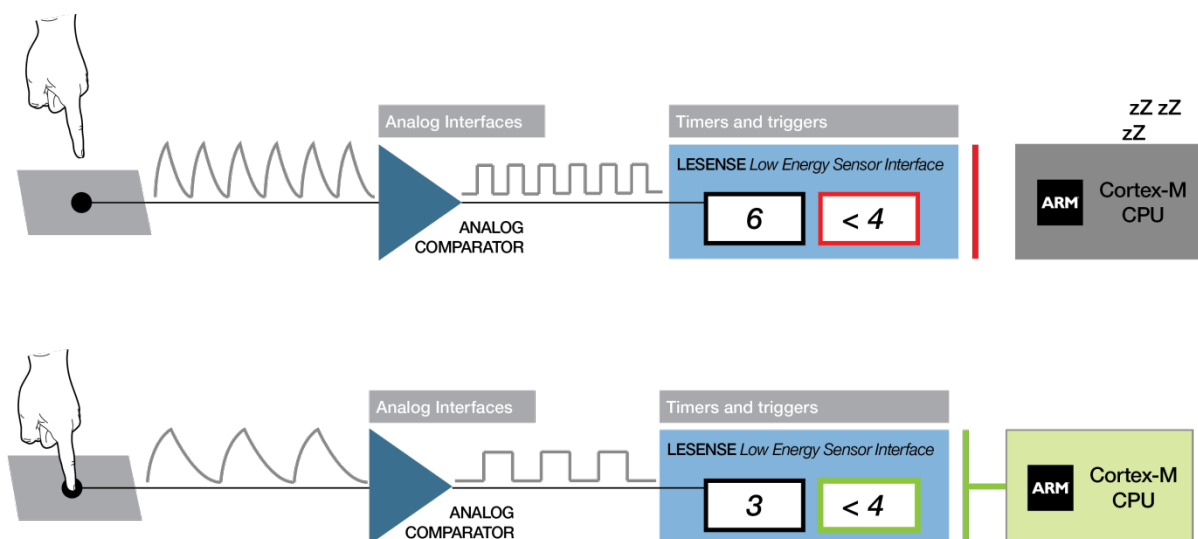 zZ zZ
zZ
Analog Interfaces
Timers and triggers
LESENSE Low Energy Sensor Interface
6
< 4
ARM
Cortex-M
CPU
ANALOG
COMPARATOR
Analog Interfaces
Timers and triggers
LESENSE Low Energy Sensor Interface
3
< 4
ARM
Cortex-M
CPU
ANALOG
COMPARATOR